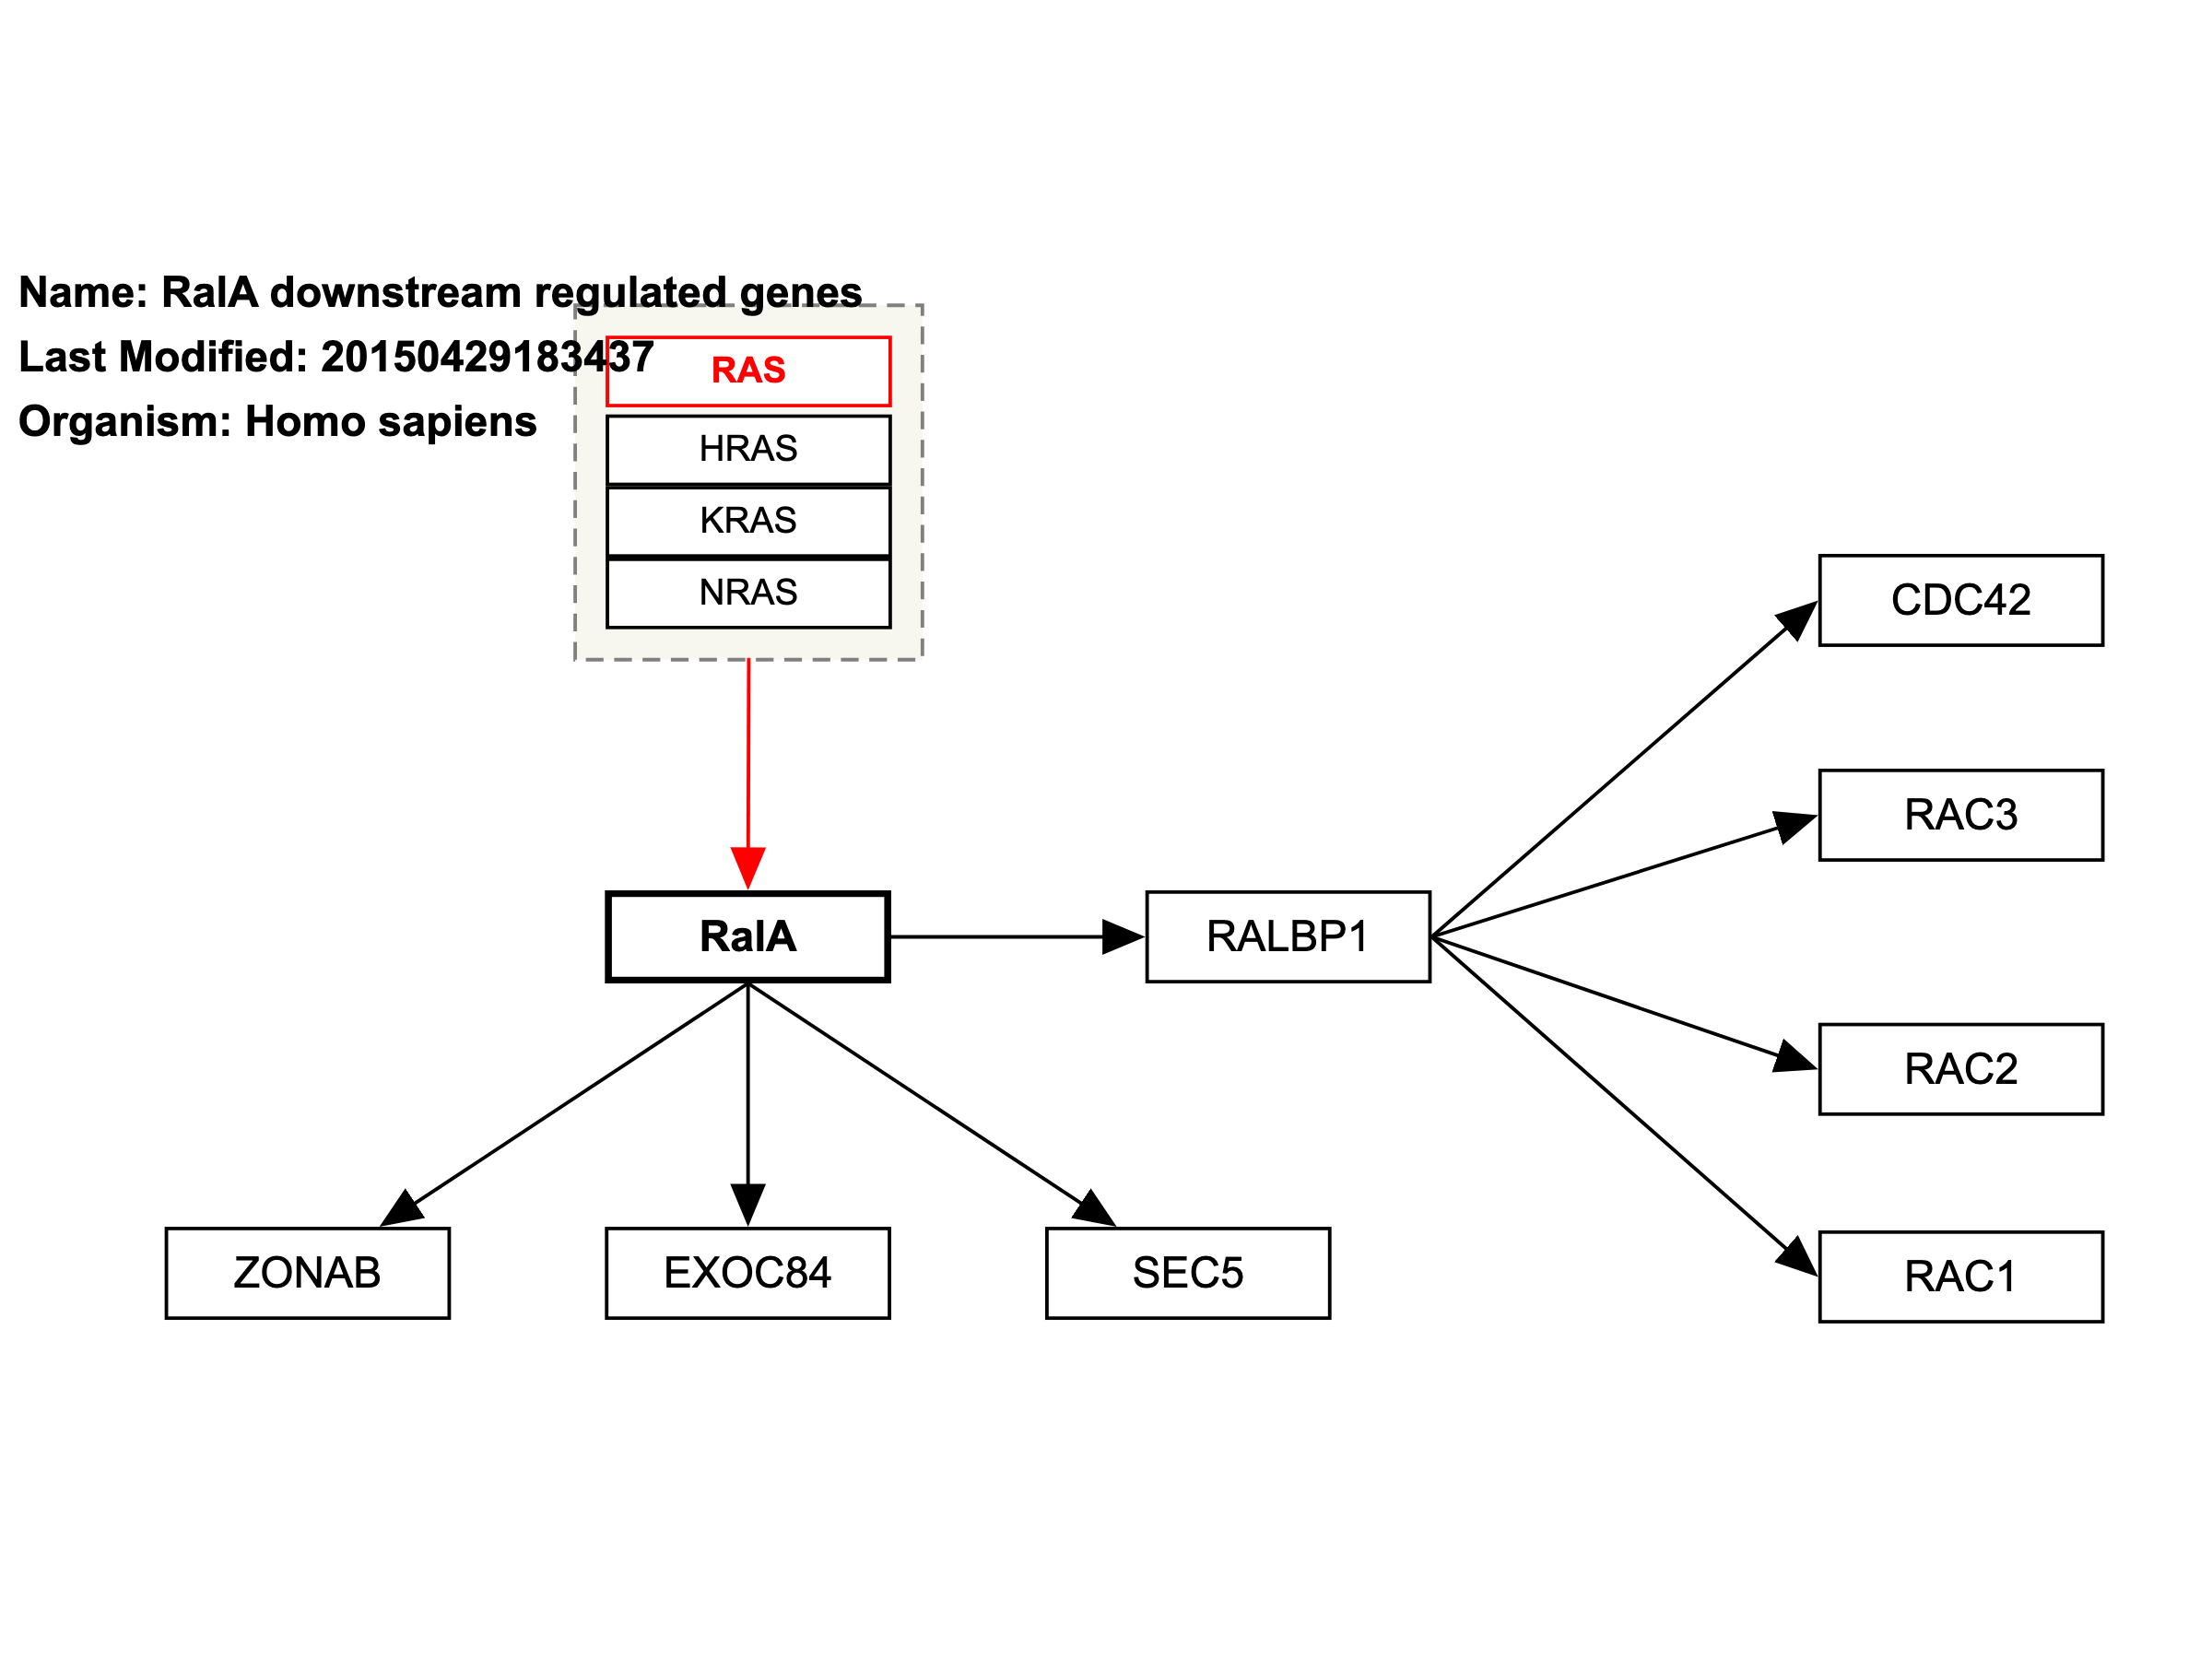 Name: RalA downstream regulated genes
Last Modified: 20150429183437
Organism: Homo sapiens
RAS
HRAS
KRAS
NRAS
CDC42
RAC3
RalA
RALBP1
RAC2
ZONAB
EXOC84
SEC5
RAC1